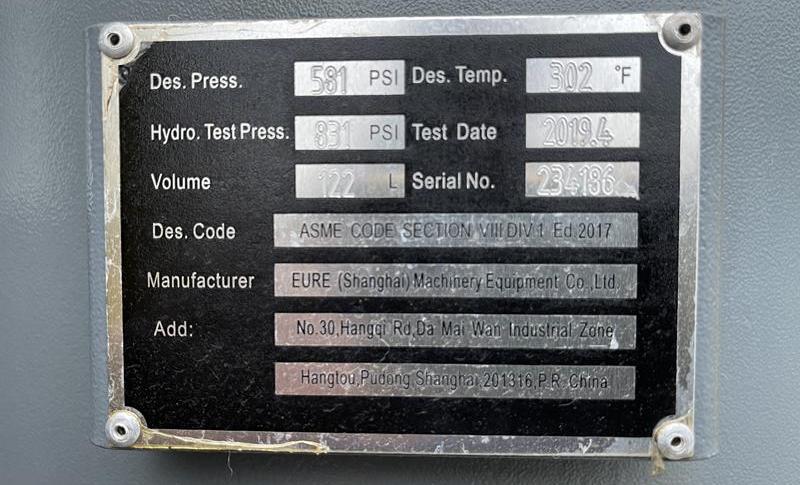 Des. Press. 581 PSI Des. Temp. 302 °F
Hydro. Test Press. 831 PSI Test Date 2019.4
Volume 122 L Serial No. 234186
Des. Code ASME CODE SECTION VIII DIV.1 Ed.2017
Manufacturer EURE (Shanghai) Machinery Equipment Co.,Ltd.
Add: No.30,Hangqi Rd,Da Mai Wan Industrial Zone
Hangtou,Pudong,Shanghai,201316,P.R. China